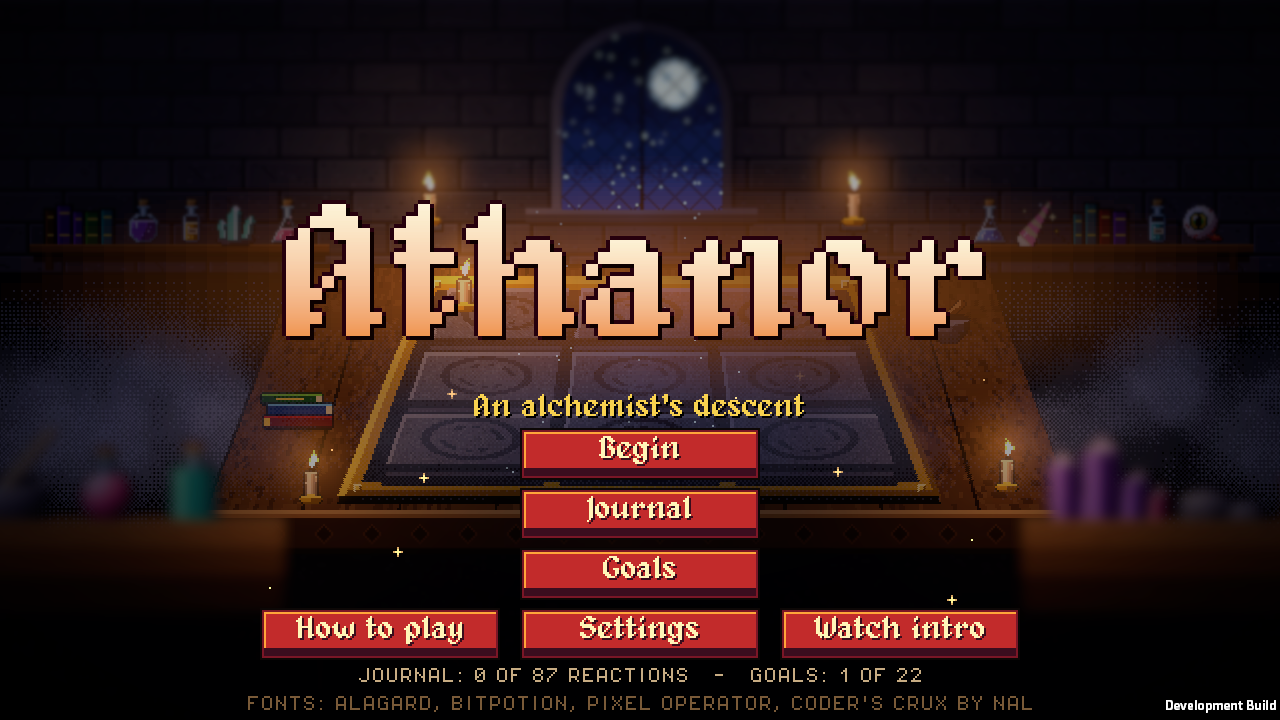 Athanor
An alchemist's descent
Begin
Journal
Goals
How to play
Settings
Watch intro
JOURNAL: 0 OF 87 REACTIONS - GOALS: 1 OF 22
FONTS: ALAGARD, BITPOTION, PIXEL OPERATOR, CODER'S CRUX BY NAL
Development Build